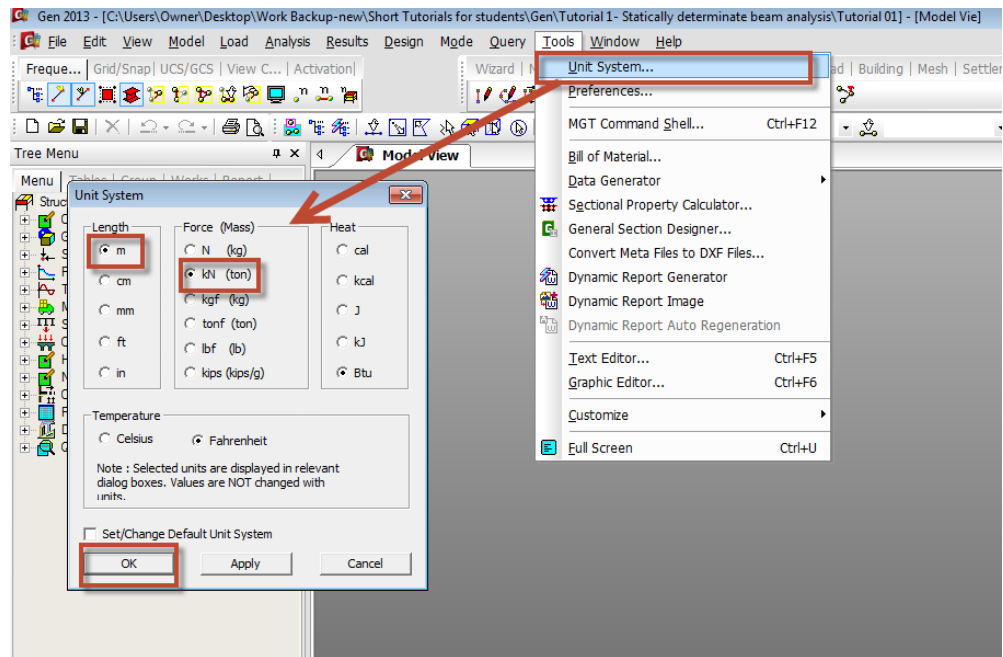 Gen 2013 - [C:\Users\Owner\Desktop\Work Backup-new\Short Tutorials for students\Gen\Tutorial 1- Statically determinate beam analysis\Tutorial 01] - [Model Vie]
File Edit View Model Load Analysis Results Design Mode Query Tools Window Help
Freque... Grid/Snap UCS/GCS View C... Activation Wizard ad Building Mesh Settler
Unit System...
Preferences...
MGT Command Shell... Ctrl+F12
Bill of Material...
Data Generator
Sectional Property Calculator...
General Section Designer...
Convert Meta Files to DXF Files...
Dynamic Report Generator
Dynamic Report Image
Dynamic Report Auto Regeneration
Text Editor... Ctrl+F5
Graphic Editor... Ctrl+F6
Customize
Full Screen Ctrl+U
Tree Menu
Model View
Menu Tables Group Works Report
Struc
Unit System
Length Force (Mass) Heat
m N (kg) cal
cm kN (ton) kcal
mm kgf (kg) J
ft tonf (ton) kJ
in lbf (lb) Btu
kips (kips/g)
Temperature
Celsius Fahrenheit
Note : Selected units are displayed in relevant
dialog boxes. Values are NOT changed with
units.
Set/Change Default Unit System
OK Apply Cancel